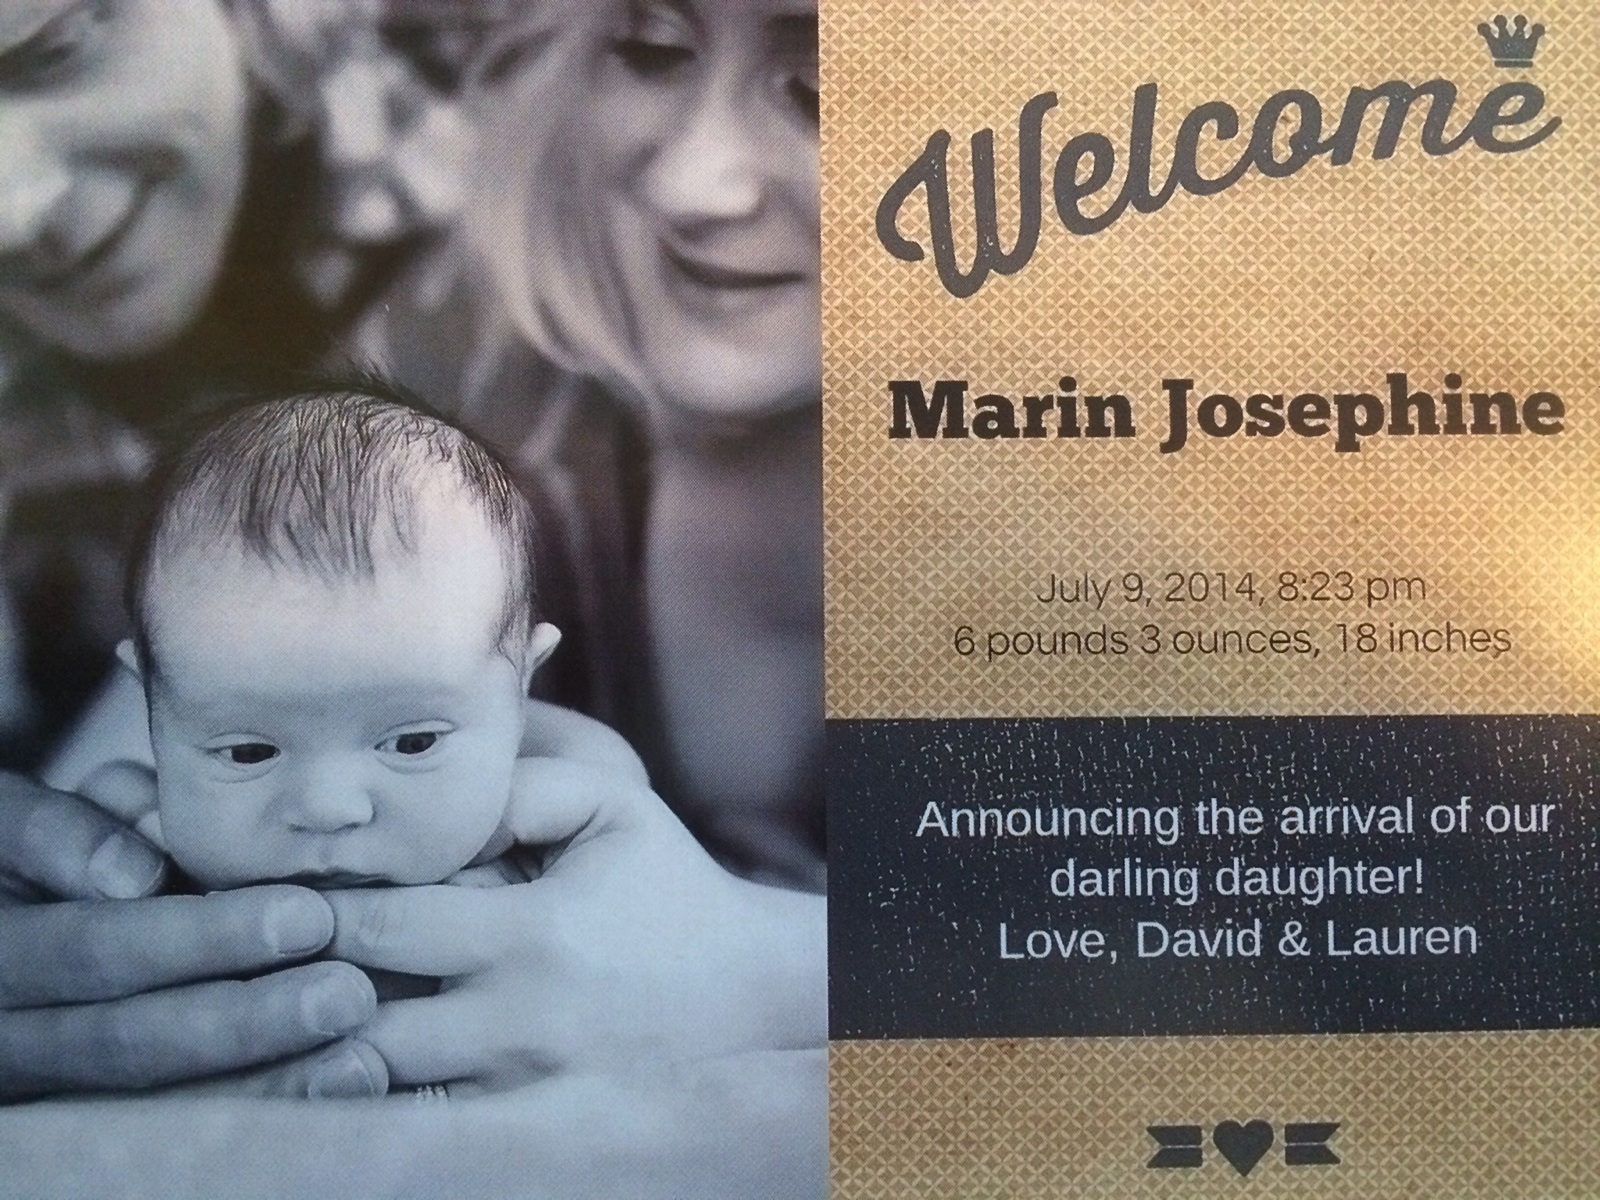 Welcome
Marin Josephine
July 9, 2014, 8:23 pm
6 pounds 3 ounces, 18 inches
Announcing the arrival of our
darling daughter!
Love, David & Lauren